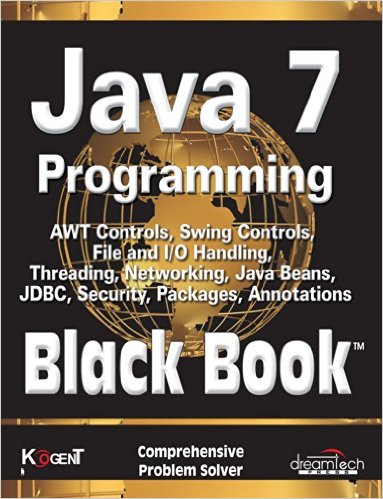 Java 7
Programming
AWT Controls, Swing Controls,
File and I/O Handling,
Threading, Networking, Java Beans,
JDBC, Security, Packages, Annotations
Black Book™
KOGENT
Comprehensive
Problem Solver
dreamtech
PRESS